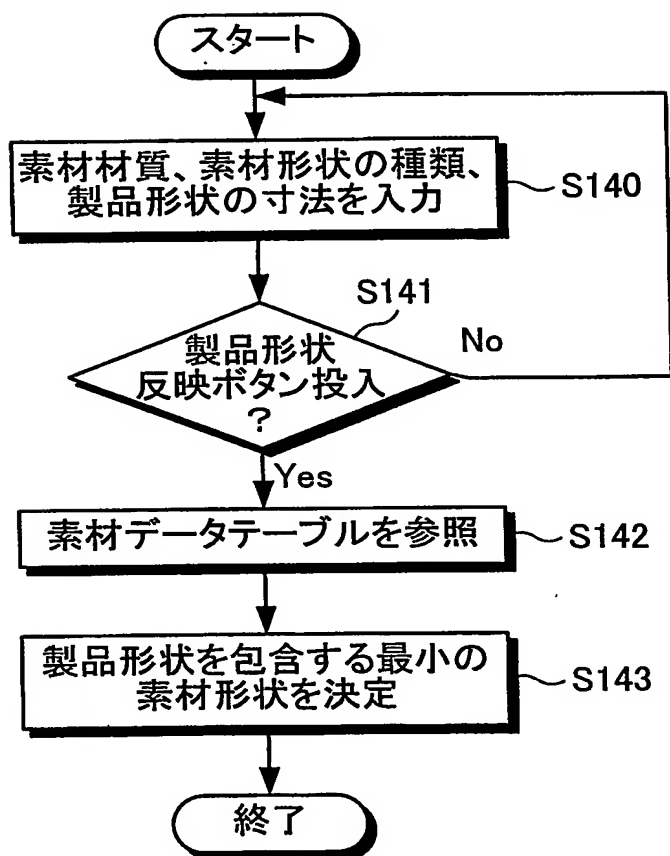 スタート
素材材質、素材形状の種類、
製品形状の寸法を入力
S140
S141
製品形状
反映ボタン投入
?
No
Yes
素材データテーブルを参照
S142
製品形状を包含する最小の
素材形状を決定
S143
終了